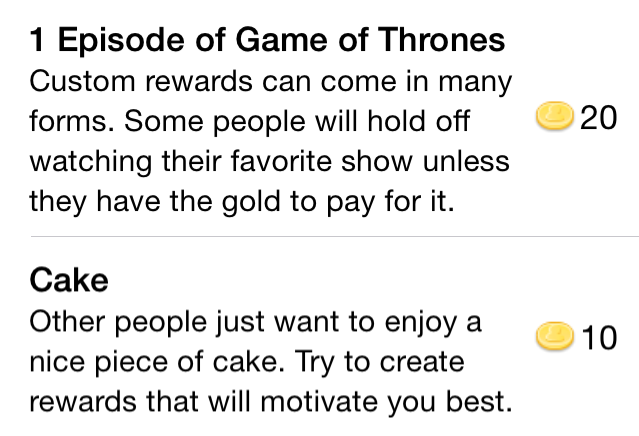 1 Episode of Game of Thrones
Custom rewards can come in many
forms. Some people will hold off
watching their favorite show unless
they have the gold to pay for it.
20
Cake
Other people just want to enjoy a
nice piece of cake. Try to create
rewards that will motivate you best.
10